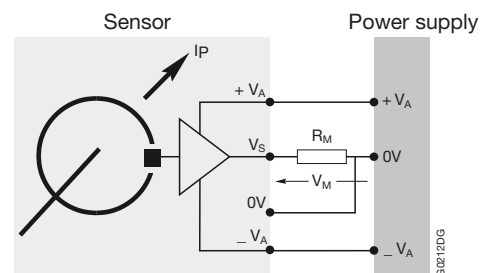 Sensor
Power supply
IP
+ VA
+ VA
VS
RM
0V
VM
0V
_ VA
_ VA
G0212DG